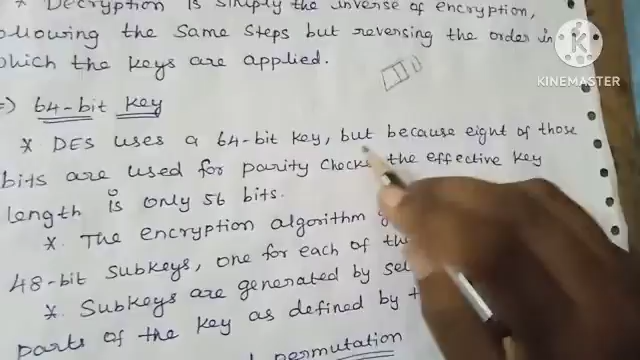 * Decryption is simply the inverse of encryption,
ollowing the same steps but reversing the order in
which the keys are applied.
=) 64-bit key
* DES uses a 64-bit key, but because eight of those
bits are used for parity checks the effective key
length is only 56 bits.
*. The encryption algorithm
48-bit subkeys, one for each of the
*. Subkeys are generated by sel
parts of the key as defined by t
permutation
KINEMASTER